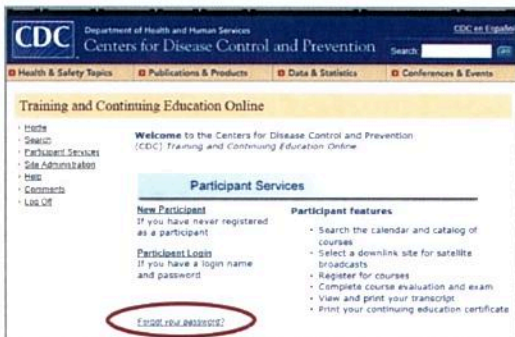 CDC
Department of Health and Human Services
Centers for Disease Control and Prevention
CDC en Español
Search:
Health & Safety Topics
Publications & Products
Data & Statistics
Conferences & Events
Training and Continuing Education Online
Home
Search
Participant Services
Site Administration
Help
Comments
Log Off
Welcome to the Centers for Disease Control and Prevention
(CDC) Training and Continuing Education Online
Participant Services
New Participant
If you have never registered
as a participant
Participant Login
If you have a login name
and password
Forgot your password?
Participant features
· Search the calendar and catalog of
courses
· Select a downlink site for satellite
broadcasts
· Register for courses
· Complete course evaluation and exam
· View and print your transcript
· Print your continuing education certificate